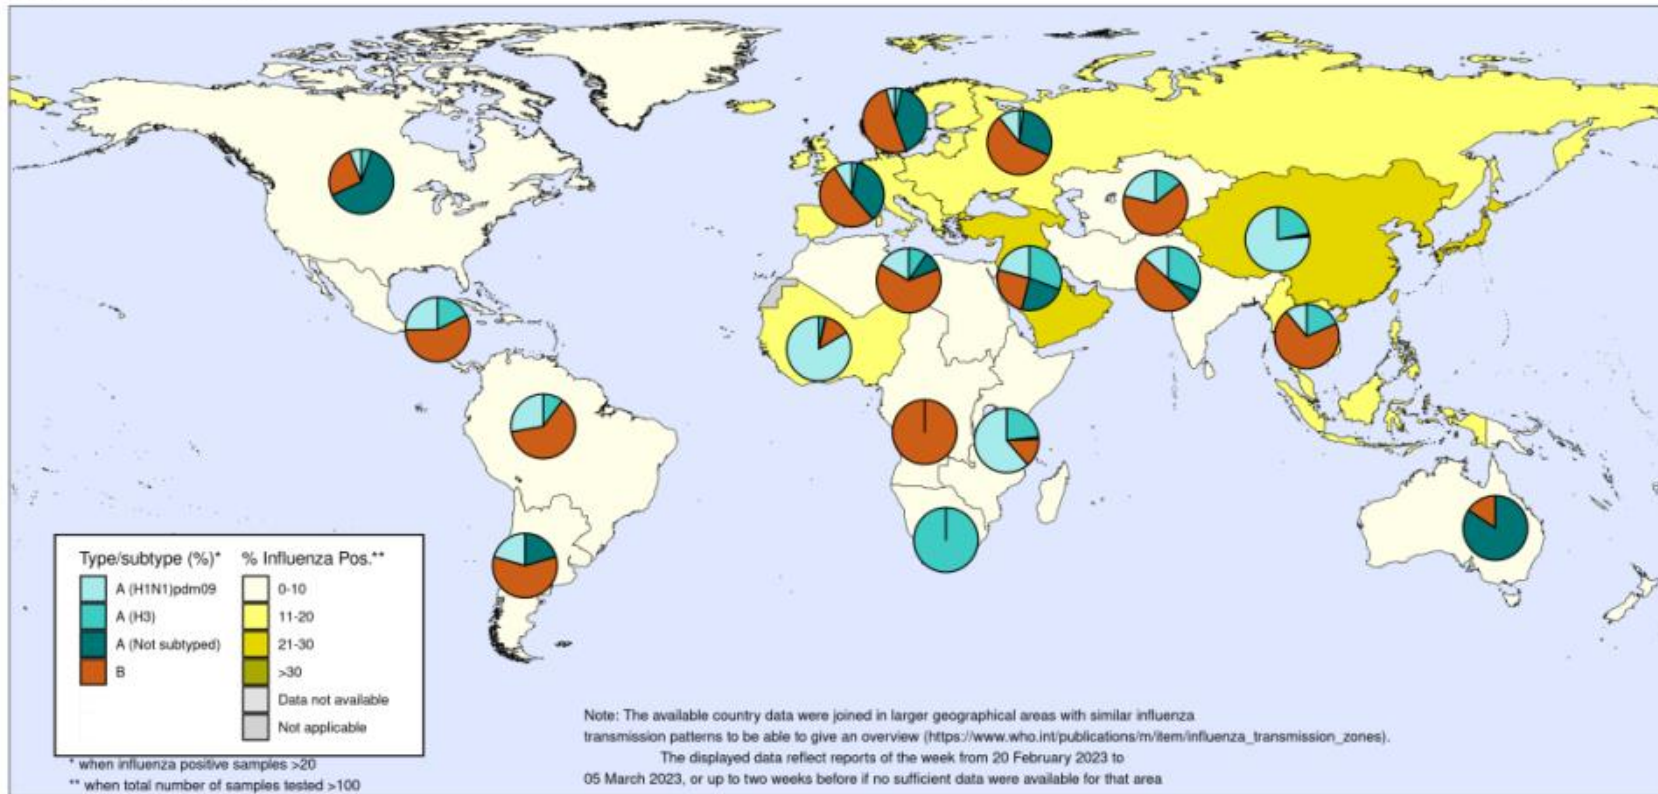 Type/subtype (%)*
A (H1N1)pdm09
A (H3)
A (Not subtyped)
B
% Influenza Pos.**
0-10
11-20
21-30
>30
Data not available
Not applicable
* when influenza positive samples >20
** when total number of samples tested >100
Note: The available country data were joined in larger geographical areas with similar influenza
transmission patterns to be able to give an overview (https://www.who.int/publications/m/item/influenza_transmission_zones).
The displayed data reflect reports of the week from 20 February 2023 to
05 March 2023, or up to two weeks before if no sufficient data were available for that area